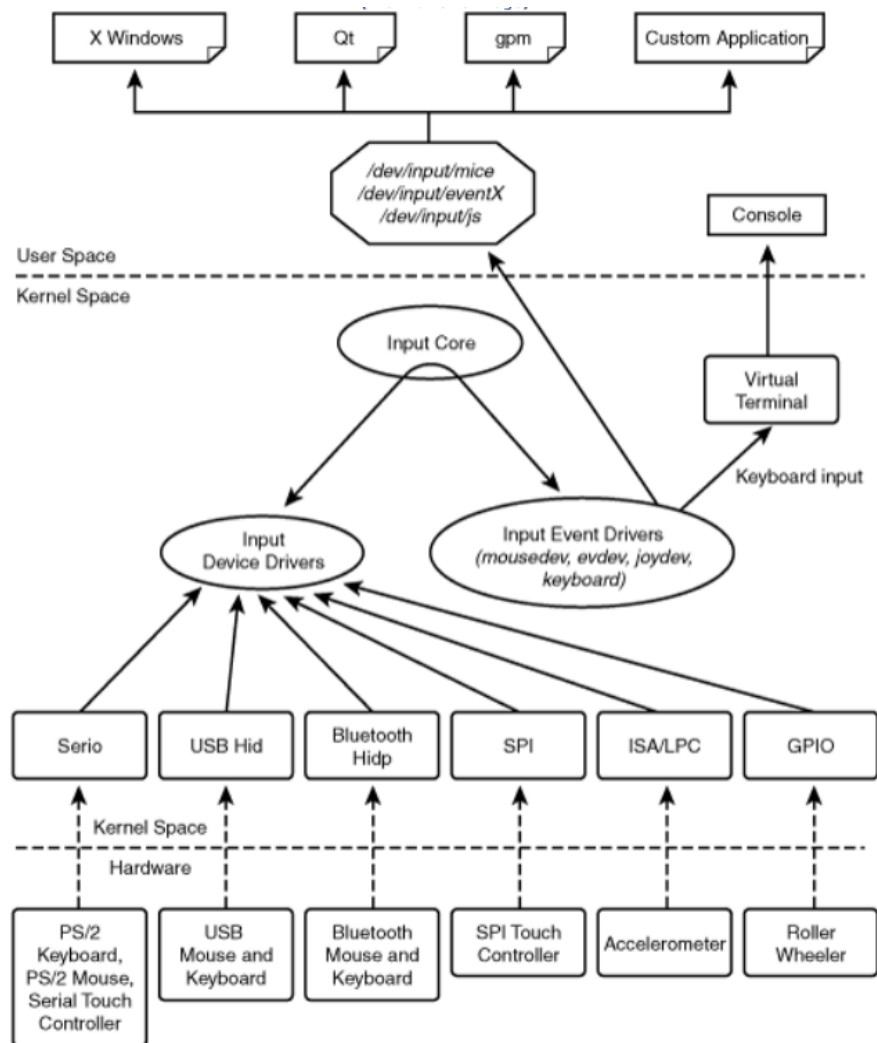 X Windows
Qt
gpm
Custom Application
/dev/input/mice
/dev/input/eventX
/dev/input/js
Console
User Space
Kernel Space
Input Core
Virtual
Terminal
Keyboard input
Input
Device Drivers
Input Event Drivers
(mousedev, evdev, joydev,
keyboard)
Serio
USB Hid
Bluetooth
Hidp
SPI
ISA/LPC
GPIO
Kernel Space
Hardware
PS/2
Keyboard,
PS/2 Mouse,
Serial Touch
Controller
USB
Mouse and
Keyboard
Bluetooth
Mouse and
Keyboard
SPI Touch
Controller
Accelerometer
Roller
Wheeler